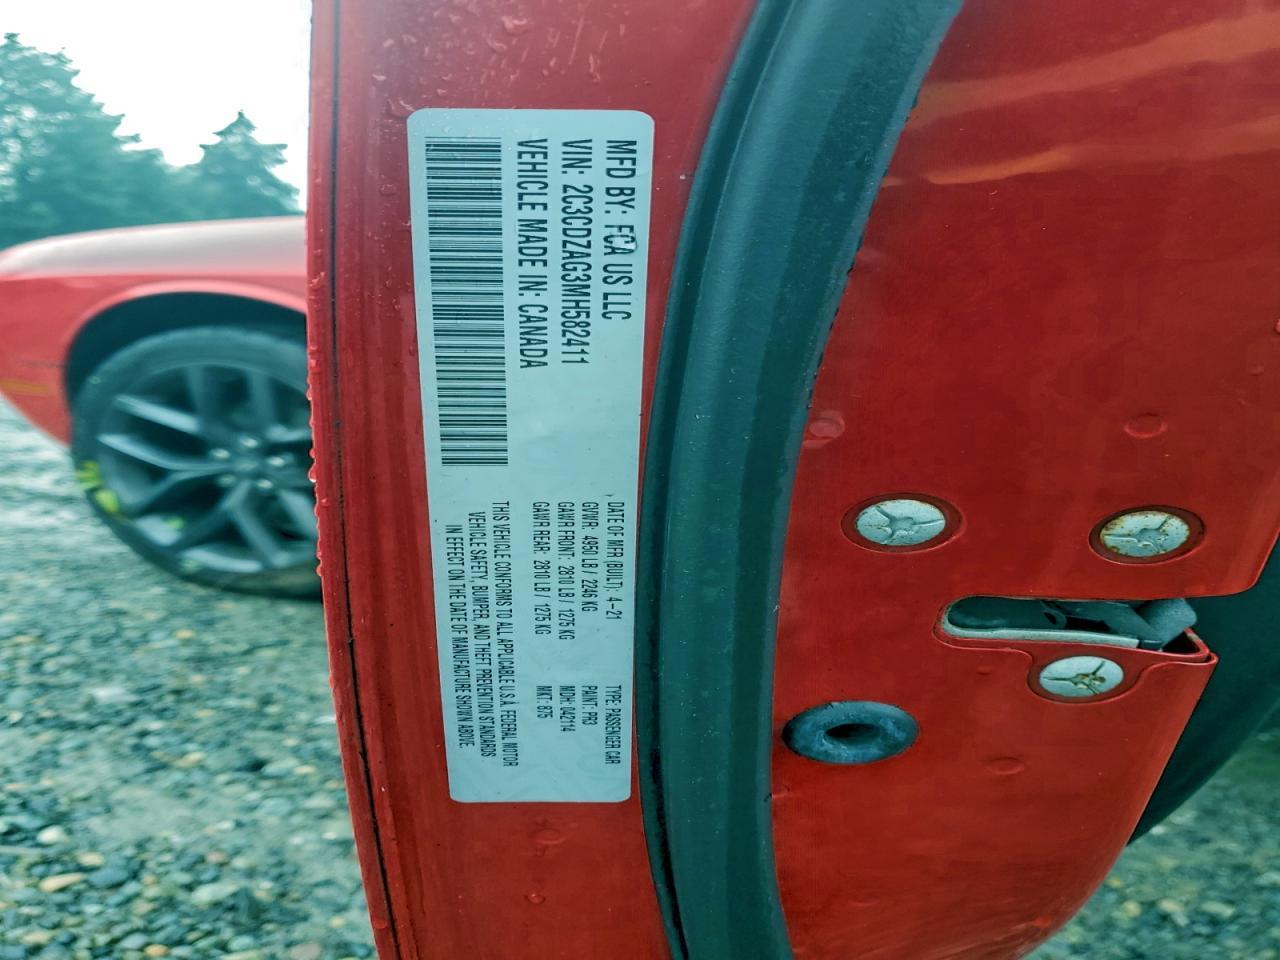 MFD BY: FCA US LLC
VIN: 2C3CDZAG3MH582411
VEHICLE MADE IN: CANADA
DATE OF MFR (BUILT): 4-21
GVWR: 4950 LB / 2246 KG
GAWR FRONT: 2810 LB / 1275 KG
GAWR REAR: 2810 LB / 1275 KG
TYPE: PASSENGER CAR
PAINT: PR3
MDH: 042114
MKT: 875
THIS VEHICLE CONFORMS TO ALL APPLICABLE U.S.A. FEDERAL MOTOR
VEHICLE SAFETY, BUMPER, AND THEFT PREVENTION STANDARDS
IN EFFECT ON THE DATE OF MANUFACTURE SHOWN ABOVE.